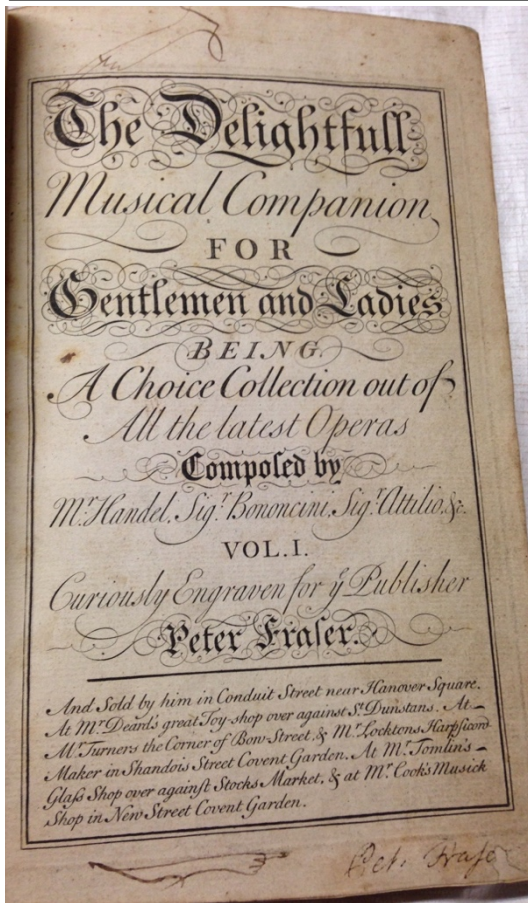 The Delightfull
Musical Companion
FOR
Gentlemen and Ladies
BEING.
A Choice Collection out of
All the latest Operas
Compoſed by
Mr. Handel, Sigr. Bononcini, Sigr. Attilio, &c.
VOL. I.
Curiously Engraven for ye Publisher
Peter Fraſer.
And Sold by him in Conduit Street near Hanover Square.
At Mr. Deard's great Toy-shop over against St. Dunstans. At
Mr. Turners the Corner of Bow-Street, & Mr. Locktons Harpſicord
Maker in Shandois Street Covent Garden. At Mr. Tomlin's
Glaſs Shop over againſt Stocks Market, & at Mr. Cook's Musick
Shop in New Street Covent Garden.
Pet. Fraſe